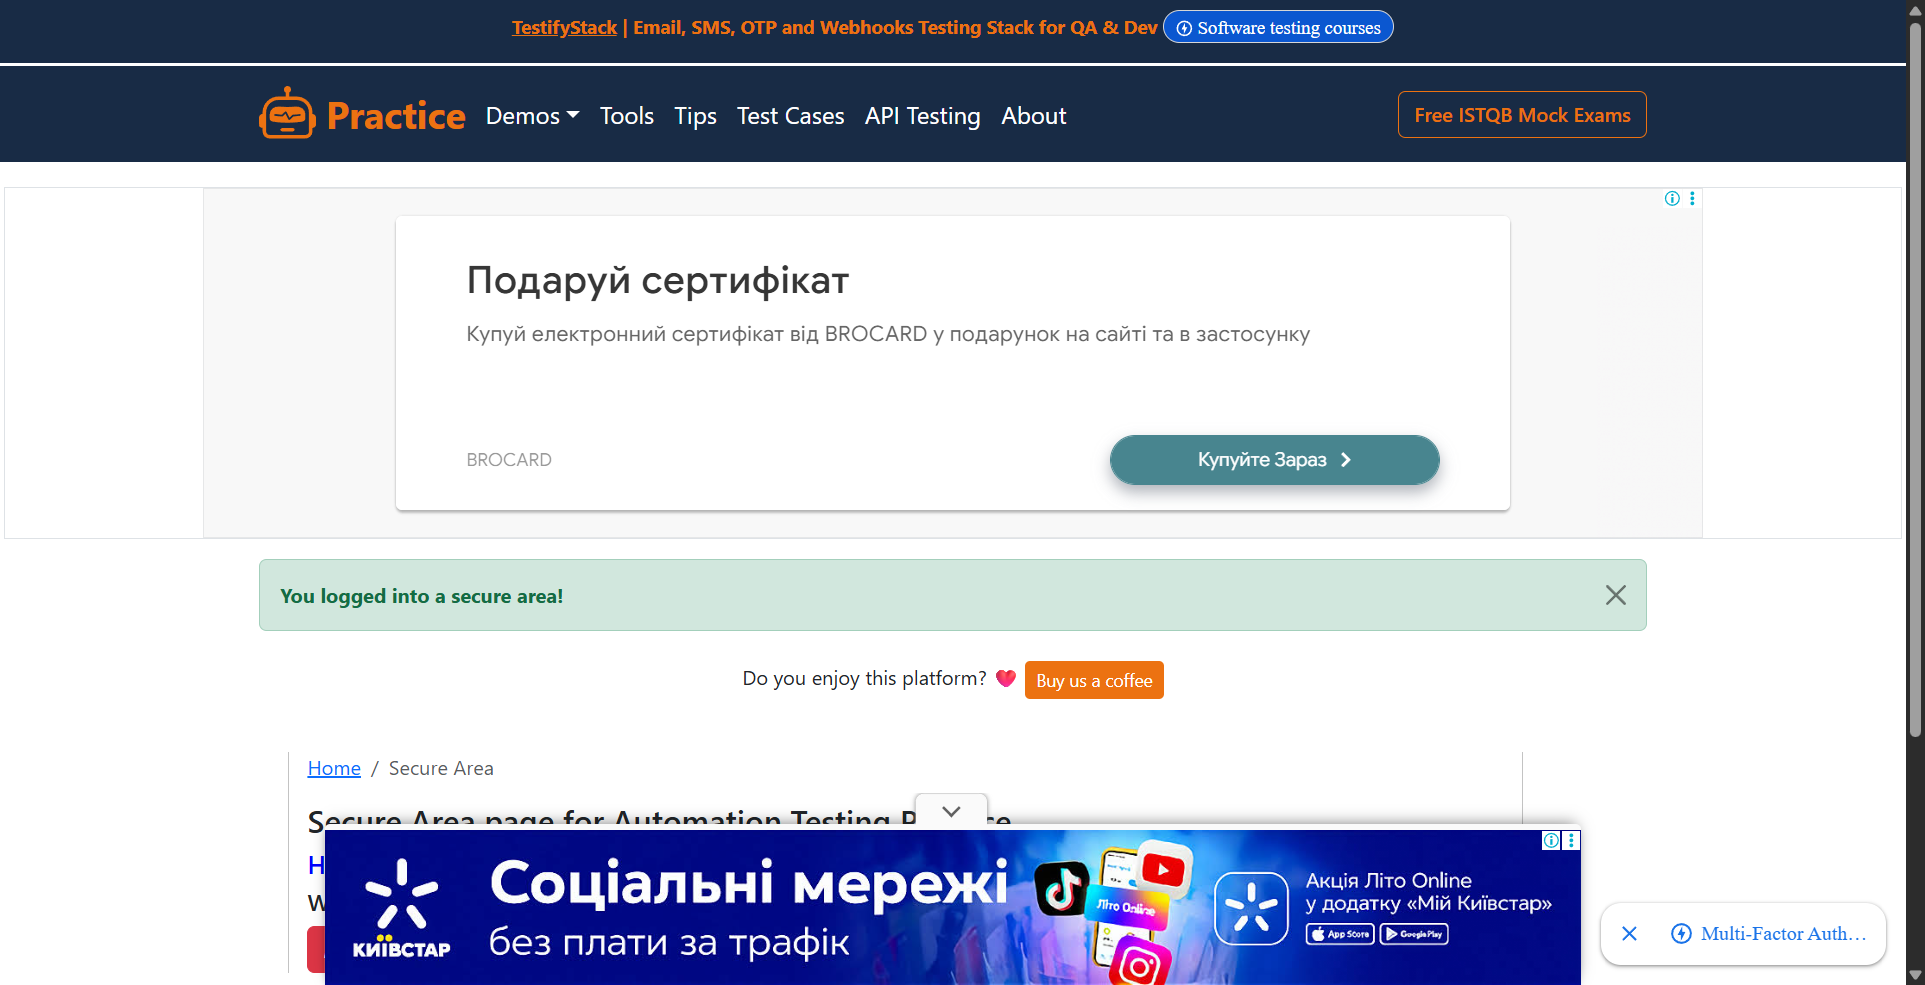 TestifyStack | Email, SMS, OTP and Webhooks Testing Stack for QA & Dev Software testing courses
Practice Demos Tools Tips Test Cases API Testing About Free ISTQB Mock Exams
Подаруй сертифікат
Купуй електронний сертифікат від BROCARD у подарунок на сайті та в застосунку
BROCARD Купуйте Зараз
You logged into a secure area!
Do you enjoy this platform? Buy us a coffee
Home / Secure Area
Secure Area page for Automation Testing
H
W
КИЇВСТАР
Соціальні мережі
без плати за трафік
Літо Online
Акція Літо Online
у додатку «Мій Київстар»
App Store Google Play
Multi-Factor Auth...